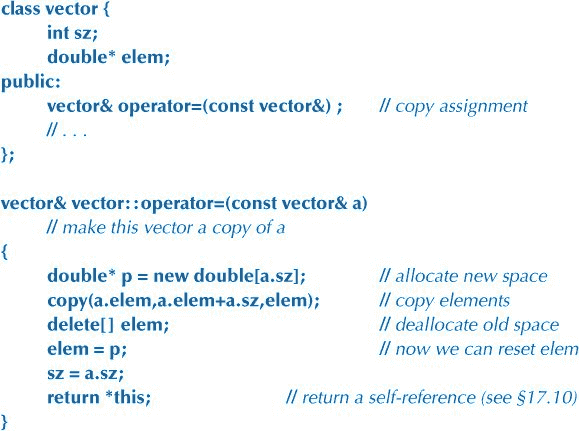 class vector {
int sz;
double* elem;
public:
vector& operator=(const vector&) ; // copy assignment
// . . .
};
vector& vector::operator=(const vector& a)
// make this vector a copy of a
{
double* p = new double[a.sz]; // allocate new space
copy(a.elem,a.elem+a.sz,elem); // copy elements
delete[] elem; // deallocate old space
elem = p; // now we can reset elem
sz = a.sz;
return *this; // return a self-reference (see §17.10)
}